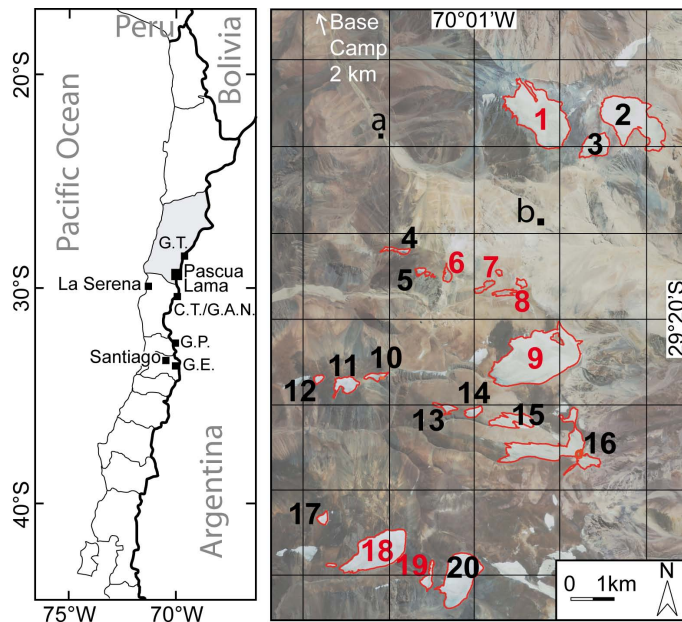 Peru
Bolivia
Pacific Ocean
Argentina
20°S
30°S
40°S
75°W
70°W
G.T.
Pascua
Lama
La Serena
C.T./G.A.N.
G.P.
Santiago
G.E.
Base
Camp
2 km
70°01'W
29°20'S
a
b
1
2
3
4
5
6
7
8
9
10
11
12
13
14
15
16
17
18
19
20
0 1km
N